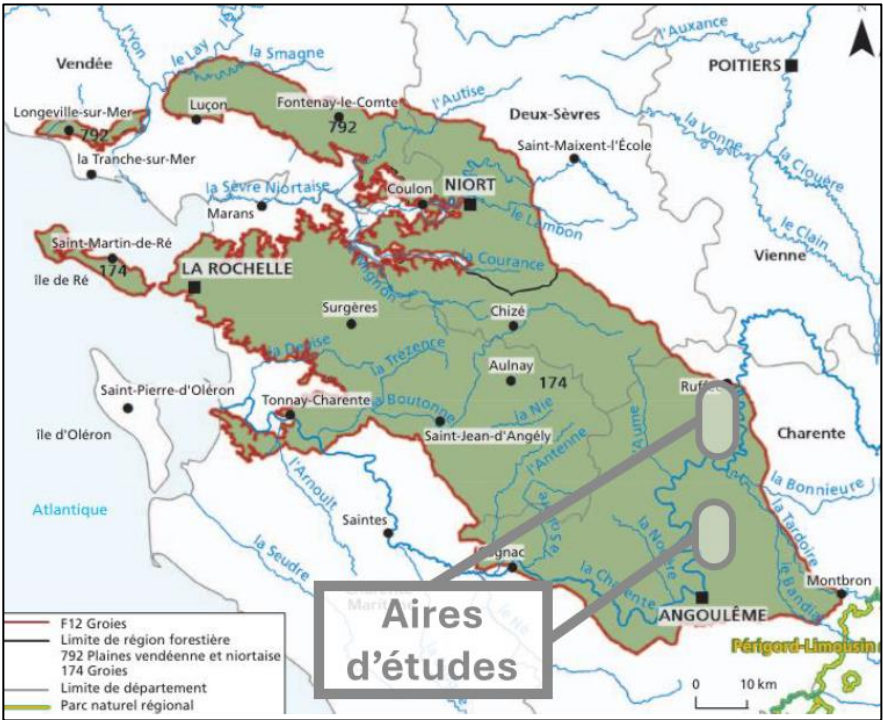 l'Yon
le Lay
la Smagne
l'Auxance
Vendée
POITIERS
Longeville-sur-Mer
792
Luçon
Fontenay-le-Comte
792
l'Autise
Deux-Sèvres
Saint-Maixent-l'École
la Vonne
la Clouère
la Tranche-sur-Mer
la Sèvre Niortaise
Coulon
NIORT
Marans
le Lambon
le Clain
Vienne
Saint-Martin-de-Ré
174
île de Ré
LA ROCHELLE
la Courance
Surgères
Chizé
la Devise
la Trézence
Aulnay
174
Saint-Pierre-d'Oléron
île d'Oléron
Tonnay-Charente
la Boutonne
la Nie
Saint-Jean-d'Angély
l'Antenne
l'Aume
Charente
la Bonnieure
Atlantique
l'Arnoult
Saintes
la Seudre
la Charente
la Tardoire
Montbron
ANGOULÊME
Périgord-Limousin
Aires
d'études
F12 Groies
Limite de région forestière
792 Plaines vendéenne et niortaise
174 Groies
Limite de département
Parc naturel régional
0 10 km